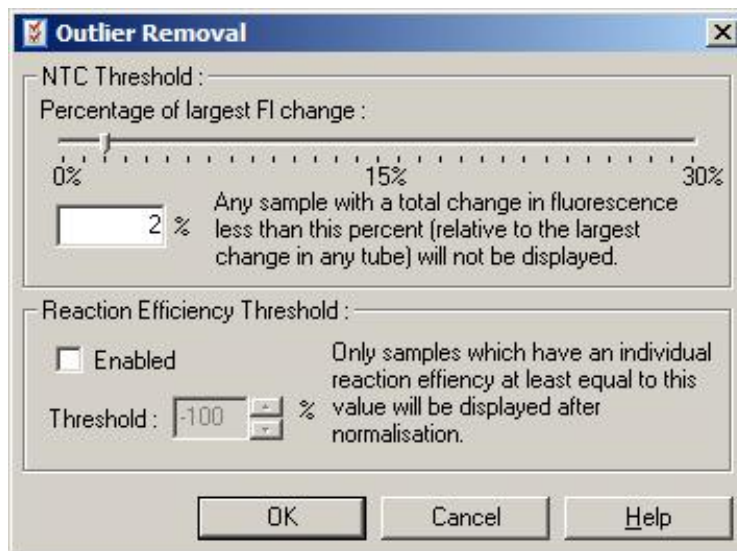 Outlier Removal
NTC Threshold :
Percentage of largest Fl change :
0% 15% 30%
2 %
Any sample with a total change in fluorescence
less than this percent (relative to the largest
change in any tube) will not be displayed.
Reaction Efficiency Threshold :
Enabled
Threshold : -100 %
Only samples which have an individual
reaction effiency at least equal to this
value will be displayed after
normalisation.
OK Cancel Help